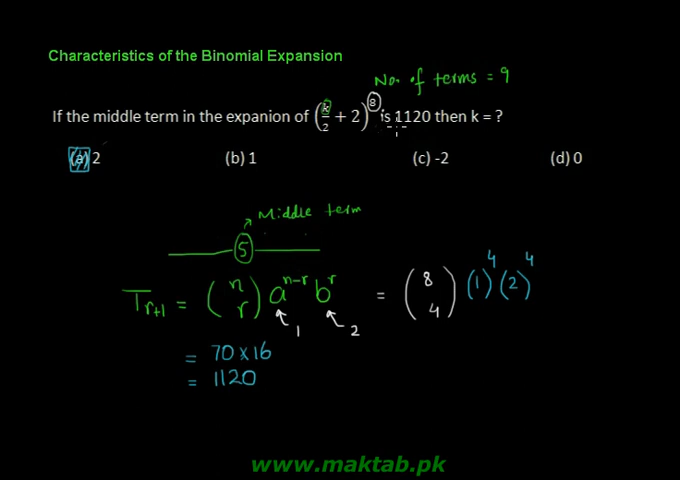 Characteristics of the Binomial Expansion
No. of terms = 9
If the middle term in the expanion of (k/2 + 2)^8 is 1120 then k = ?
(a) 2 (b) 1 (c) -2 (d) 0
Middle term
5
T_{r+1} = (n r) a^{n-r} b^r = (8 4) (1)^4 (2)^4
1 2
= 70 × 16
= 1120
www.maktab.pk